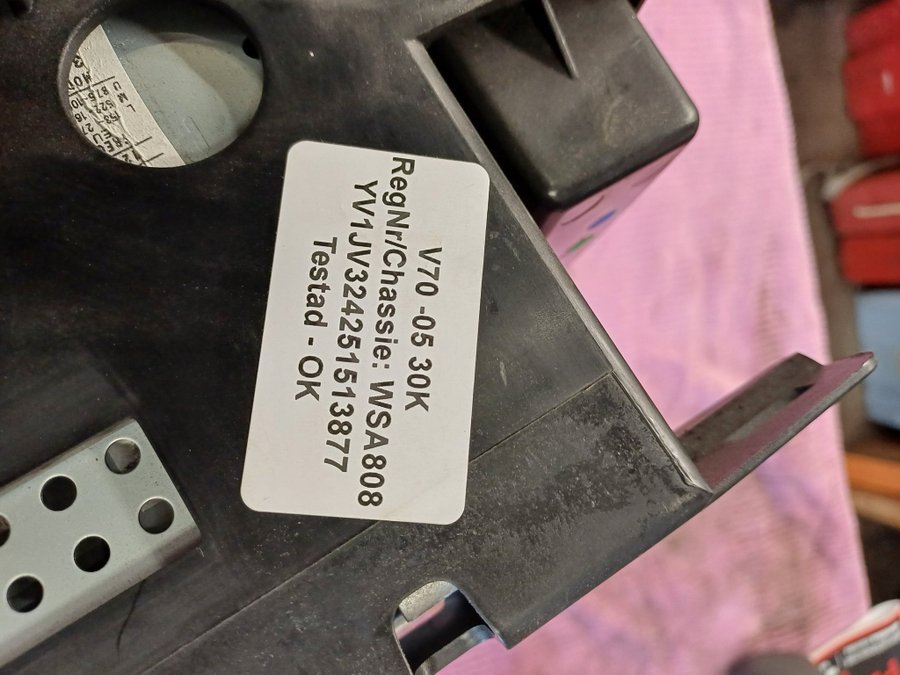 V70 -05 30K
RegNr/Chassie: WSA808
YV1JV324251513877
Testad - OK